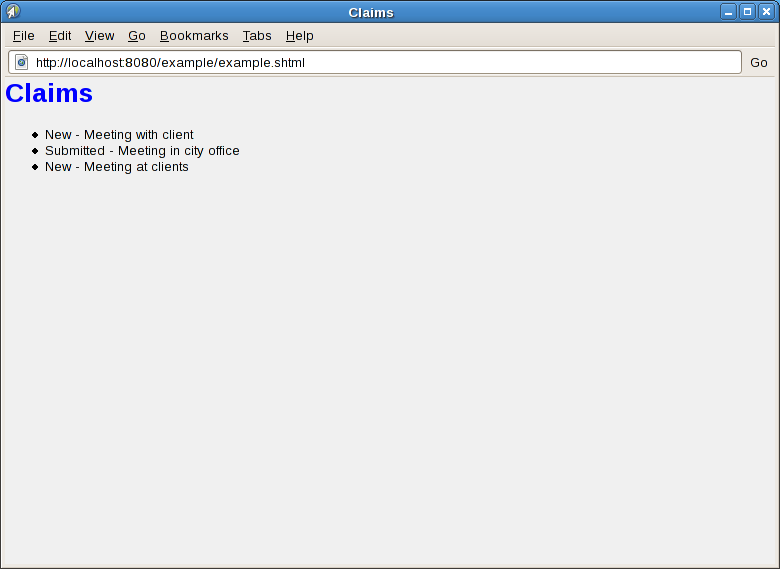 Claims
File Edit View Go Bookmarks Tabs Help
http://localhost:8080/example/example.shtml Go
Claims
New - Meeting with client
Submitted - Meeting in city office
New - Meeting at clients